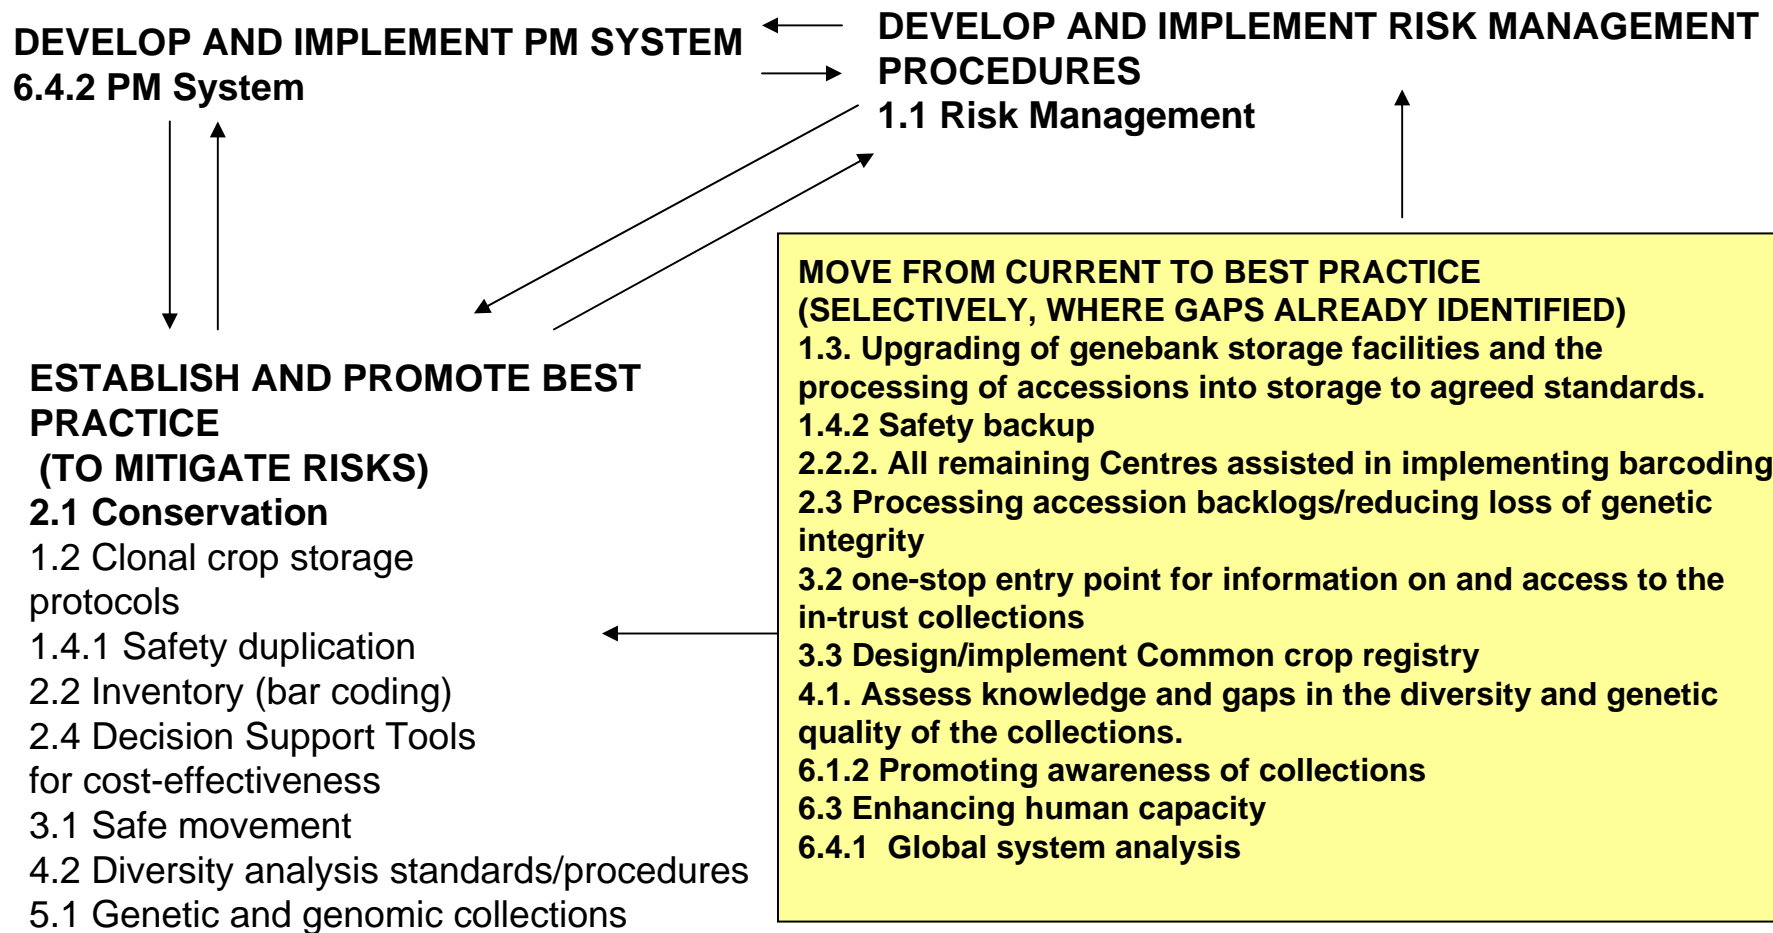 DEVELOP AND IMPLEMENT PM SYSTEM
6.4.2 PM System
DEVELOP AND IMPLEMENT RISK MANAGEMENT
PROCEDURES
1.1 Risk Management
ESTABLISH AND PROMOTE BEST
PRACTICE
(TO MITIGATE RISKS)
2.1 Conservation
1.2 Clonal crop storage
protocols
1.4.1 Safety duplication
2.2 Inventory (bar coding)
2.4 Decision Support Tools
for cost-effectiveness
3.1 Safe movement
4.2 Diversity analysis standards/procedures
5.1 Genetic and genomic collections
MOVE FROM CURRENT TO BEST PRACTICE
(SELECTIVELY, WHERE GAPS ALREADY IDENTIFIED)
1.3. Upgrading of genebank storage facilities and the
processing of accessions into storage to agreed standards.
1.4.2 Safety backup
2.2.2. All remaining Centres assisted in implementing barcoding
2.3 Processing accession backlogs/reducing loss of genetic
integrity
3.2 one-stop entry point for information on and access to the
in-trust collections
3.3 Design/implement Common crop registry
4.1. Assess knowledge and gaps in the diversity and genetic
quality of the collections.
6.1.2 Promoting awareness of collections
6.3 Enhancing human capacity
6.4.1 Global system analysis